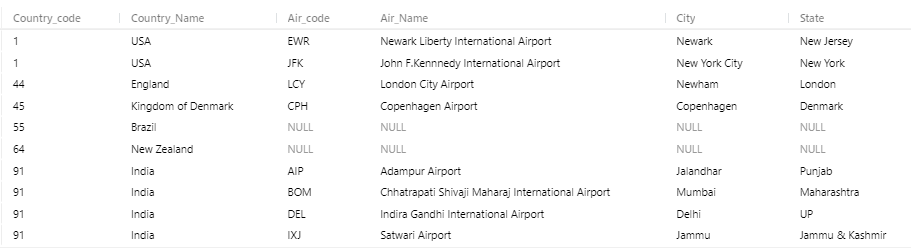 Country_code Country_Name Air_code Air_Name City State
1 USA EWR Newark Liberty International Airport Newark New Jersey
1 USA JFK John F.Kennnedy International Airport New York City New York
44 England LCY London City Airport Newham London
45 Kingdom of Denmark CPH Copenhagen Airport Copenhagen Denmark
55 Brazil NULL NULL NULL NULL
64 New Zealand NULL NULL NULL NULL
91 India AIP Adampur Airport Jalandhar Punjab
91 India BOM Chhatrapati Shivaji Maharaj International Airport Mumbai Maharashtra
91 India DEL Indira Gandhi International Airport Delhi UP
91 India IXJ Satwari Airport Jammu Jammu & Kashmir